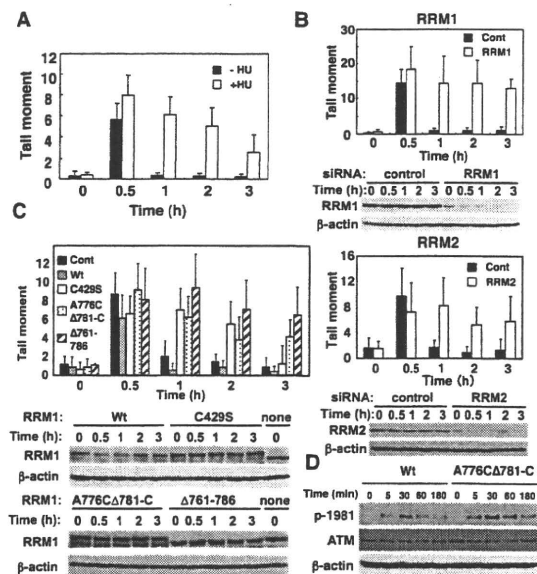 A
- HU
+HU
Tail moment
12
10
8
6
4
2
0
0 0.5 1 2 3
Time (h)
B
RRM1
Cont
RRM1
Tail moment
30
20
15
10
0
0 0.5 1 2 3
Time (h)
siRNA: control RRM1
Time (h) 0 0.5 1 2 3 0 0.5 1 2 3
RRM1
β-actin
RRM2
Cont
RRM2
Tail moment
16
12
8
4
0
0 0.5 1 2 3
Time (h)
siRNA: control RRM2
Time (h) 0 0.5 1 2 3 0 0.5 1 2 3
RRM2
β-actin
C
Cont
Wt
C429S
A776C
Δ781-C
Δ761-
786
Tail moment
12
10
8
6
4
2
0
0 0.5 1 2 3
Time (h)
RRM1: Wt C429S none
Time (h): 0 0.5 1 2 3 0 0.5 1 2 3 0
RRM1
β-actin
RRM1: A776CΔ781-C Δ761-786 none
Time (h): 0 0.5 1 2 3 0 0.5 1 2 3 0
RRM1
β-actin
D
Wt A776CΔ781-C
Time (min) 0 5 30 60 180 0 5 30 60 180
p-1981
ATM
β-actin